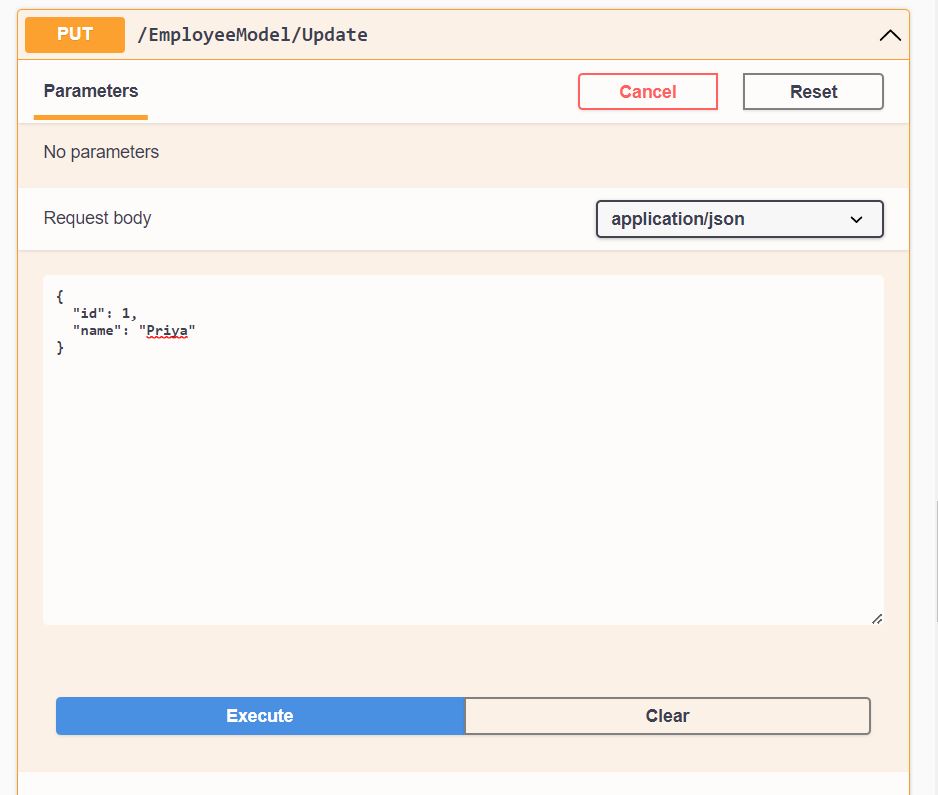 PUT /EmployeeModel/Update
Parameters Cancel Reset
No parameters
Request body application/json
{
  "id": 1,
  "name": "Priya"
}
Execute Clear